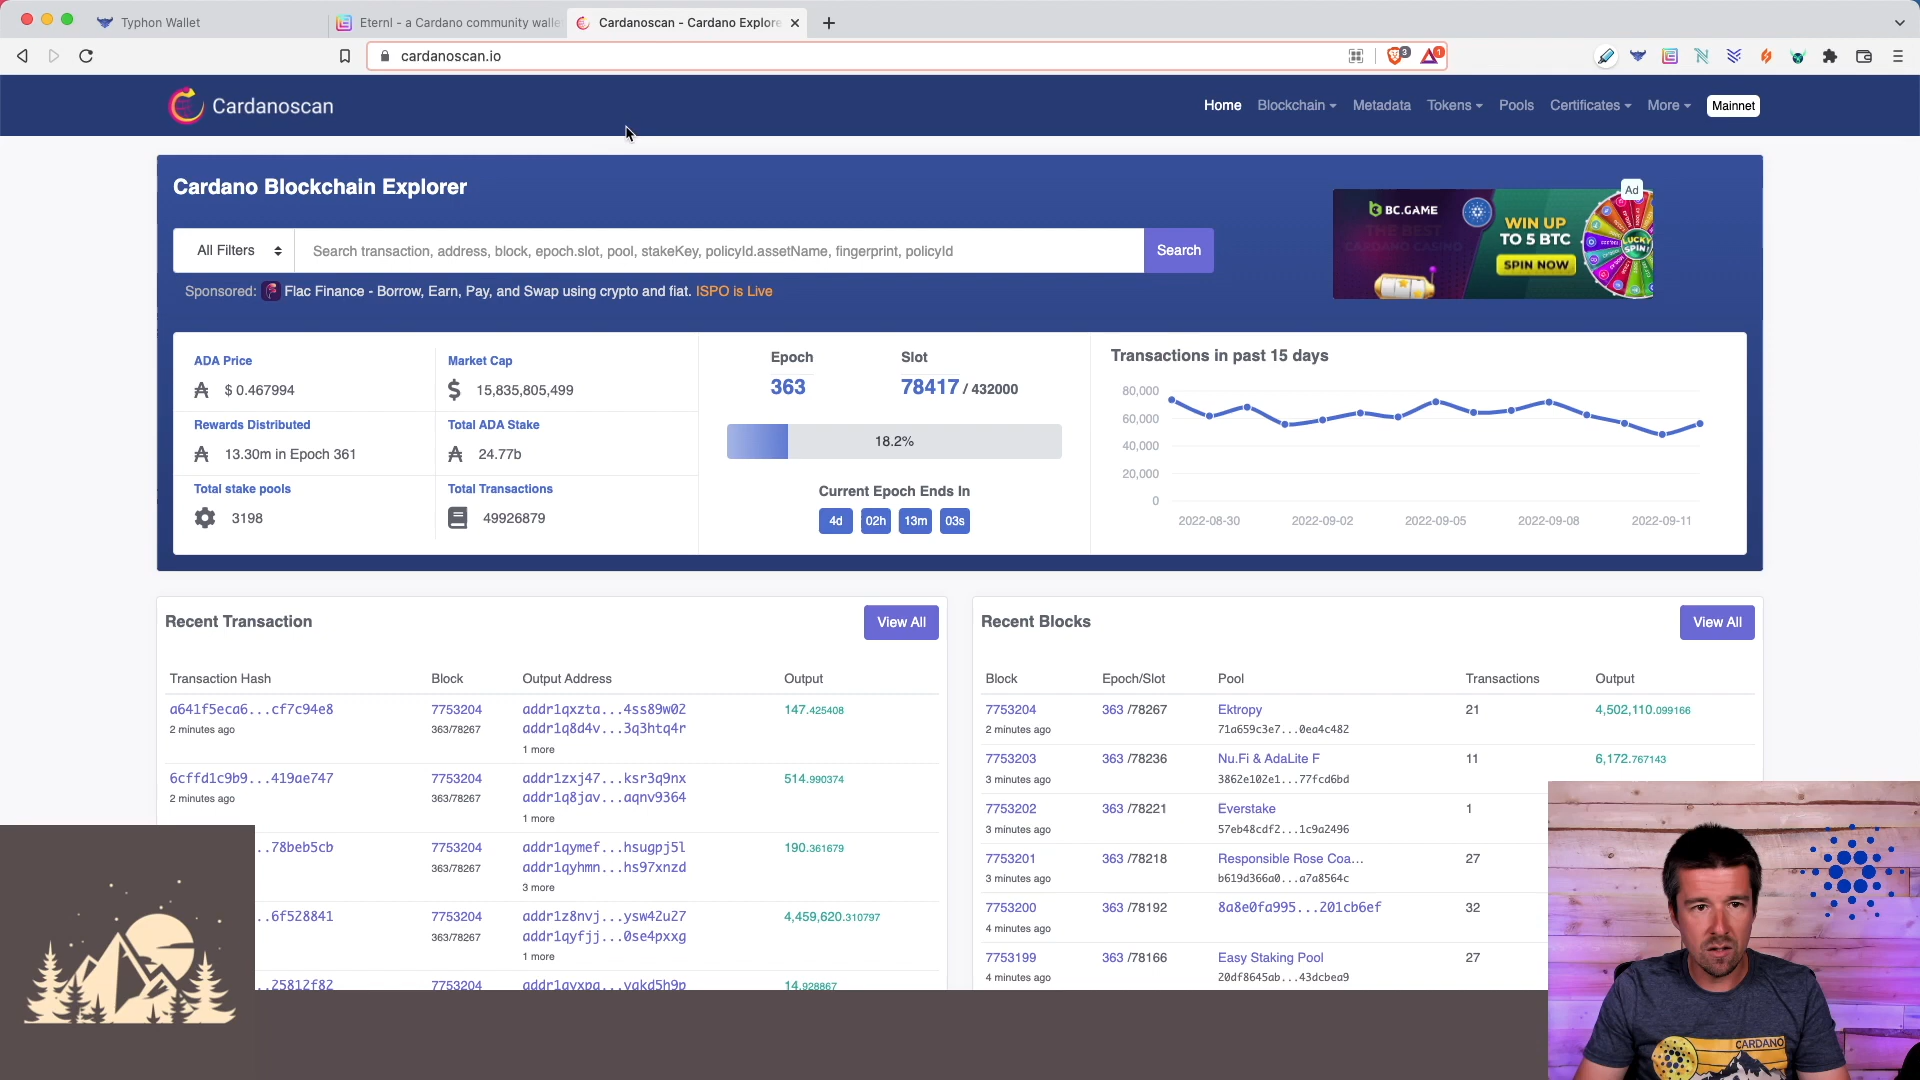 Typhon Wallet
Eternl - a Cardano community walle
Cardanoscan - Cardano Explore
cardanoscan.io
3
1
Cardanoscan
Home
Blockchain
Metadata
Tokens
Pools
Certificates
More
Mainnet
Cardano Blockchain Explorer
All Filters
Search transaction, address, block, epoch.slot, pool, stakeKey, policyId.assetName, fingerprint, policyId
Search
Sponsored: Flac Finance - Borrow, Earn, Pay, and Swap using crypto and fiat. ISPO is Live
Ad
BC.GAME
THE BEST
CARDANO CASINO
WIN UP
TO 5 BTC
SPIN NOW
LUCKY
SPIN!
ADA Price
$ 0.467994
Market Cap
15,835,805,499
Rewards Distributed
13.30m in Epoch 361
Total ADA Stake
24.77b
Total stake pools
3198
Total Transactions
49926879
Epoch
363
Slot
78417 / 432000
18.2%
Current Epoch Ends In
4d 02h 13m 03s
Transactions in past 15 days
80,000
60,000
40,000
20,000
0
2022-08-30 2022-09-02 2022-09-05 2022-09-08 2022-09-11
Recent Transaction
View All
Transaction Hash Block Output Address Output
a641f5eca6...cf7c94e8 7753204 addr1qxzta...4ss89w02 147.425408
2 minutes ago 363/78267 addr1q8d4v...3q3htq4r
1 more
6cffd1c9b9...419ae747 7753204 addr1zxj47...ksr3q9nx 514.990374
2 minutes ago 363/78267 addr1q8jav...aqnv9364
1 more
..78beb5cb 7753204 addr1qymef...hsugpj5l 190.361679
363/78267 addr1qyhmn...hs97xnzd
3 more
..6f528841 7753204 addr1z8nvj...ysw42u27 4,459,620.310797
363/78267 addr1qyfjj...0se4pxxg
1 more
..25812f82 7753204 addr1qvxpa...vakd5h9p 14.928867
Recent Blocks
View All
Block Epoch/Slot Pool Transactions Output
7753204 363 /78267 Ektropy 21 4,502,110.099166
2 minutes ago 71a659c3e7...0ea4c482
7753203 363 /78236 Nu.Fi & AdaLite F 11 6,172.767143
3 minutes ago 3862e102e1...77fcd6bd
7753202 363 /78221 Everstake 1
3 minutes ago 57eb48cdf2...1c9a2496
7753201 363 /78218 Responsible Rose Coa... 27
3 minutes ago b619d366a0...a7a8564c
7753200 363 /78192 8a8e0fa995...201cb6ef 32
4 minutes ago
7753199 363 /78166 Easy Staking Pool 27
4 minutes ago 20df8645ab...43dcbea9
CARDANO